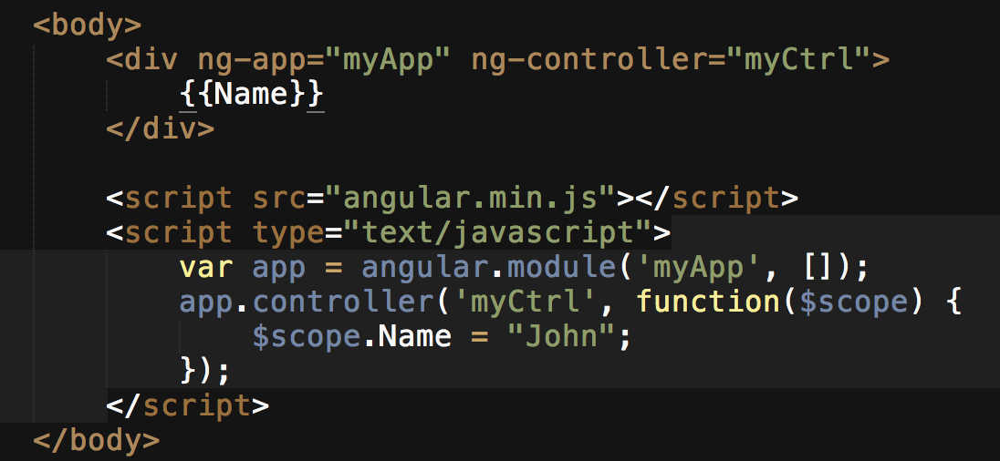 <body>
<div ng-app="myApp" ng-controller="myCtrl">
{{Name}}
</div>
<script src="angular.min.js"></script>
<script type="text/javascript">
var app = angular.module('myApp', []);
app.controller('myCtrl', function($scope) {
$scope.Name = "John";
});
</script>
</body>